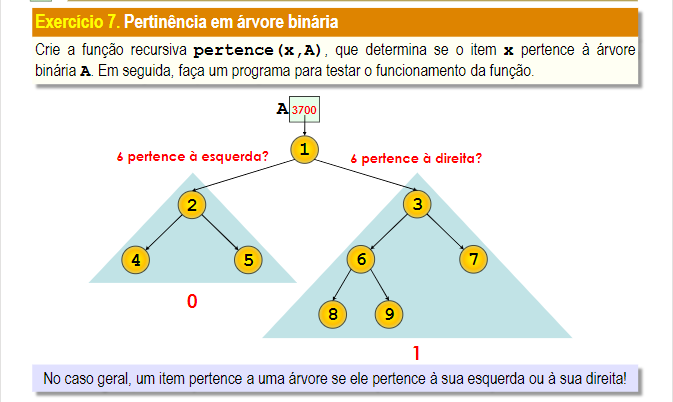 Exercício 7. Pertinência em árvore binária
Crie a função recursiva pertence(x,A), que determina se o item x pertence à árvore
binária A. Em seguida, faça um programa para testar o funcionamento da função.
A 3700
1
6 pertence à esquerda?
6 pertence à direita?
2
3
4
5
6
7
0
8
9
1
No caso geral, um item pertence a uma árvore se ele pertence à sua esquerda ou à sua direita!